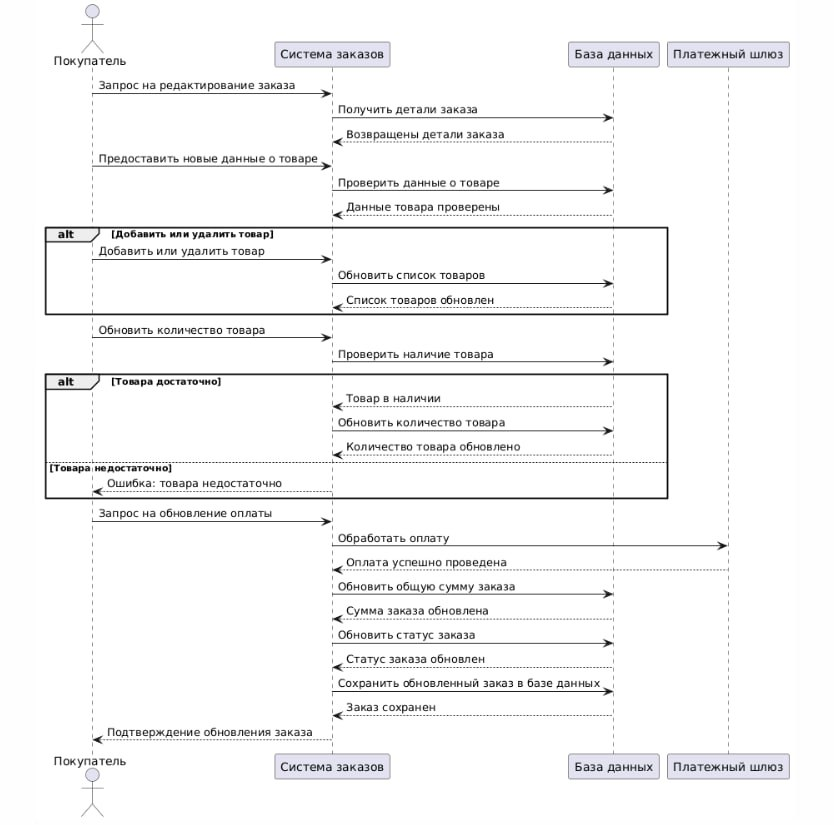 Покупатель
Система заказов
База данных
Платежный шлюз
Запрос на редактирование заказа
Получить детали заказа
Возвращены детали заказа
Предоставить новые данные о товаре
Проверить данные о товаре
Данные товара проверены
alt [Добавить или удалить товар]
Добавить или удалить товар
Обновить список товаров
Список товаров обновлен
Обновить количество товара
Проверить наличие товара
alt [Товара достаточно]
Товар в наличии
Обновить количество товара
Количество товара обновлено
[Товара недостаточно]
Ошибка: товара недостаточно
Запрос на обновление оплаты
Обработать оплату
Оплата успешно проведена
Обновить общую сумму заказа
Сумма заказа обновлена
Обновить статус заказа
Статус заказа обновлен
Сохранить обновленный заказ в базе данных
Заказ сохранен
Подтверждение обновления заказа
Покупатель
Система заказов
База данных
Платежный шлюз